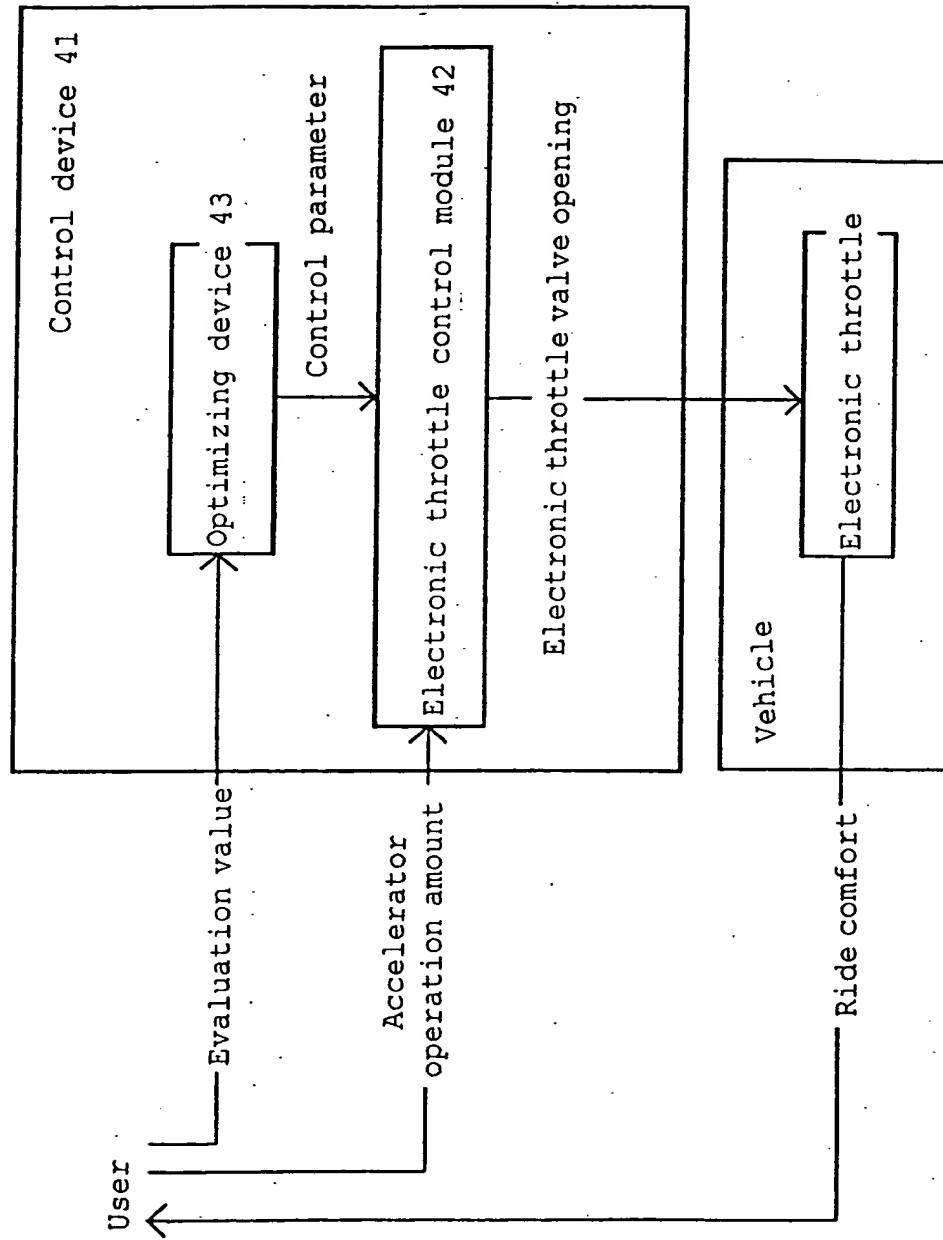 Control device 41
Optimizing device 43
Control parameter
Electronic throttle control module 42
Electronic throttle valve opening
Vehicle
Electronic throttle
User
Evaluation value
Accelerator
operation amount
Ride comfort